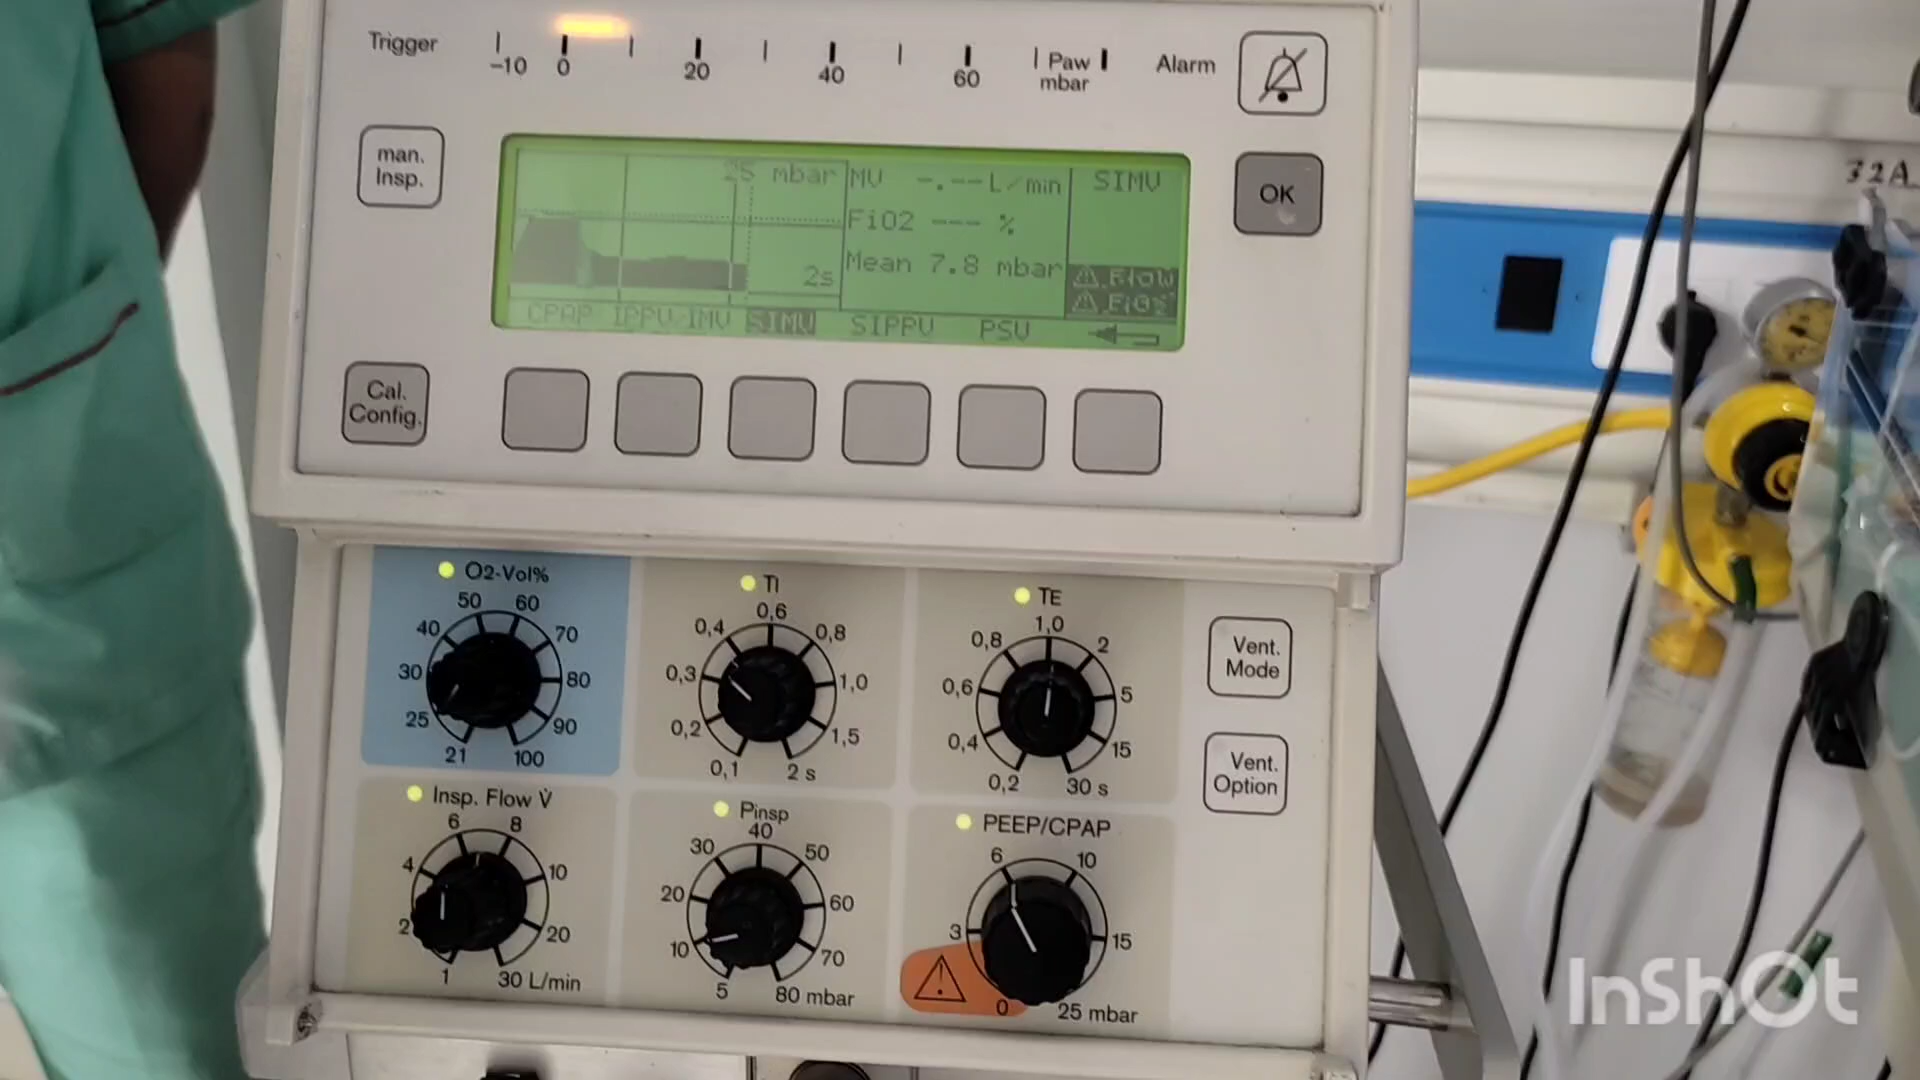 Trigger
-10 0 20 40 60 Paw mbar
Alarm
man. Insp.
OK
25 mbar
2s
MV -.--L/min
FiO2 --- %
Mean 7.8 mbar
SIMV
Flow
FiO2
CPAP IPPV/IMV SIMV SIPPV PSV
Cal. Config.
O2-Vol%
21 25 30 40 50 60 70 80 90 100
TI
0,1 0,2 0,3 0,4 0,6 0,8 1,0 1,5 2 s
TE
0,2 0,4 0,6 0,8 1,0 2 5 15 30 s
Vent. Mode
Vent. Option
Insp. Flow V̇
1 2 4 6 8 10 20 30 L/min
Pinsp
5 10 20 30 40 50 60 70 80 mbar
PEEP/CPAP
0 3 6 10 15 25 mbar
32A
InShOt